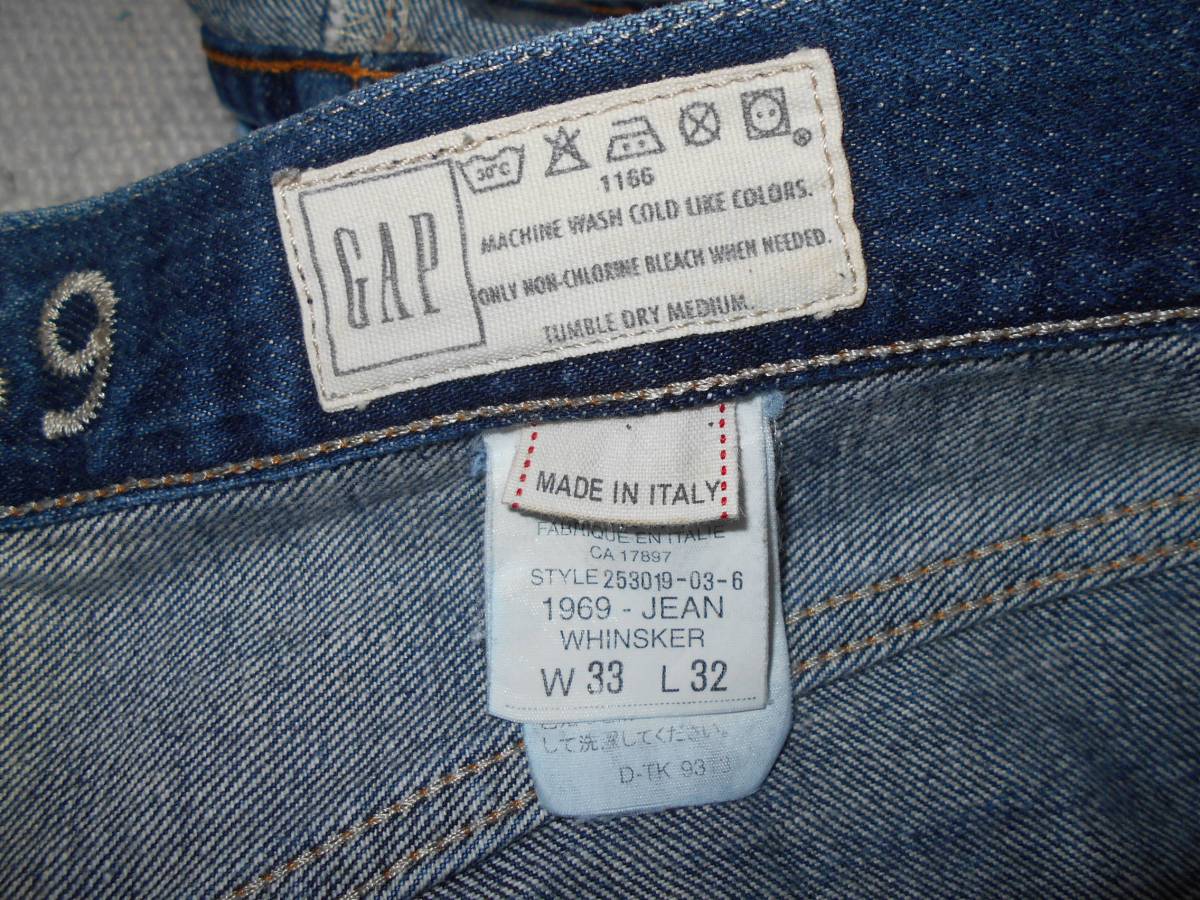 9
GAP
30°C
®
1166
MACHINE WASH COLD LIKE COLORS.
ONLY NON-CHLORINE BLEACH WHEN NEEDED.
TUMBLE DRY MEDIUM.
MADE IN ITALY
FABRIQUE EN ITALIE
CA 17897
STYLE 253019-03-6
1969 - JEAN
WHINSKER
W 33 L 32
して洗濯してください。
D-TK 93